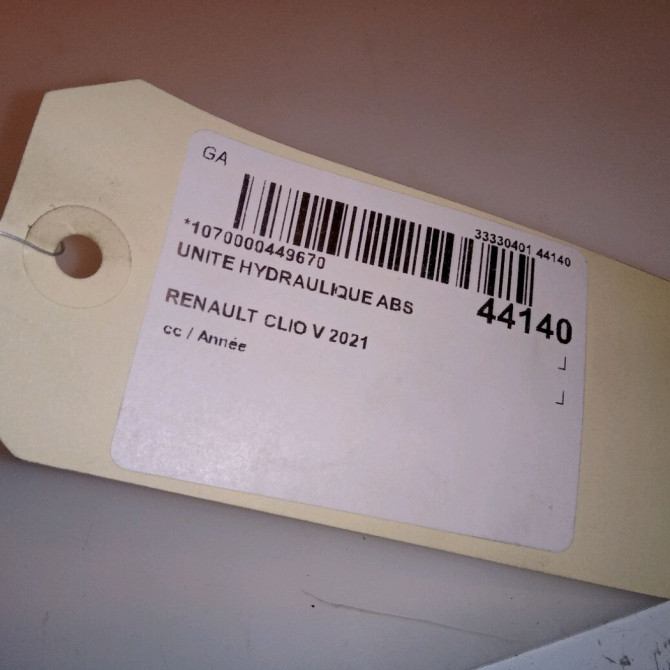 GA
33330401 44140
*1070000449670
UNITE HYDRAULIQUE ABS
44140
RENAULT CLIO V 2021
cc / Année